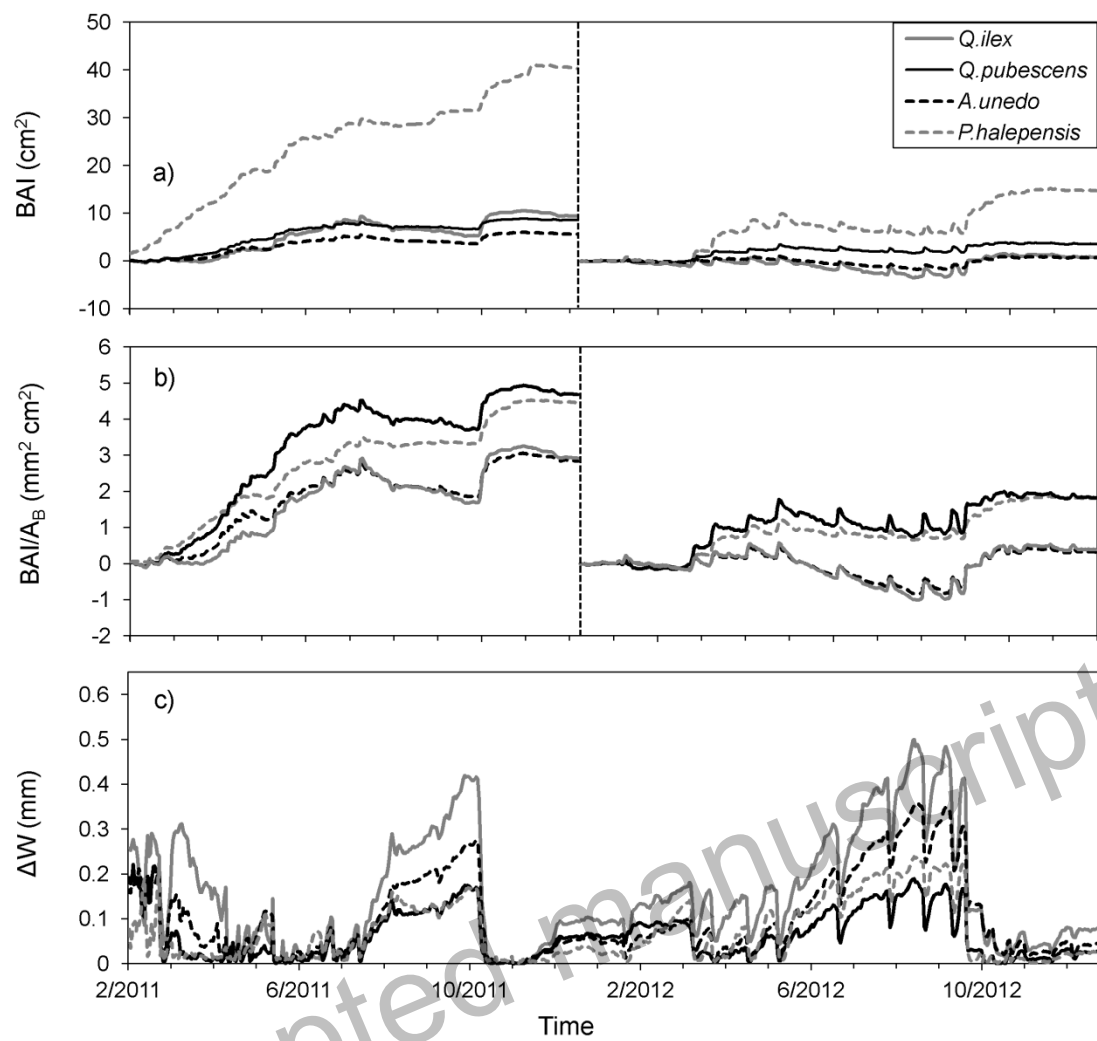 50
40
30
20
10
0
-10
BAI (cm²)
a)
Q.ilex
Q.pubescens
A.unedo
P.halepensis
6
5
4
3
2
1
0
-1
-2
BAI/A_B (mm² cm²)
b)
0.6
0.5
0.4
0.3
0.2
0.1
0
ΔW (mm)
c)
2/2011
6/2011
10/2011
2/2012
6/2012
10/2012
Time
pted manuscript